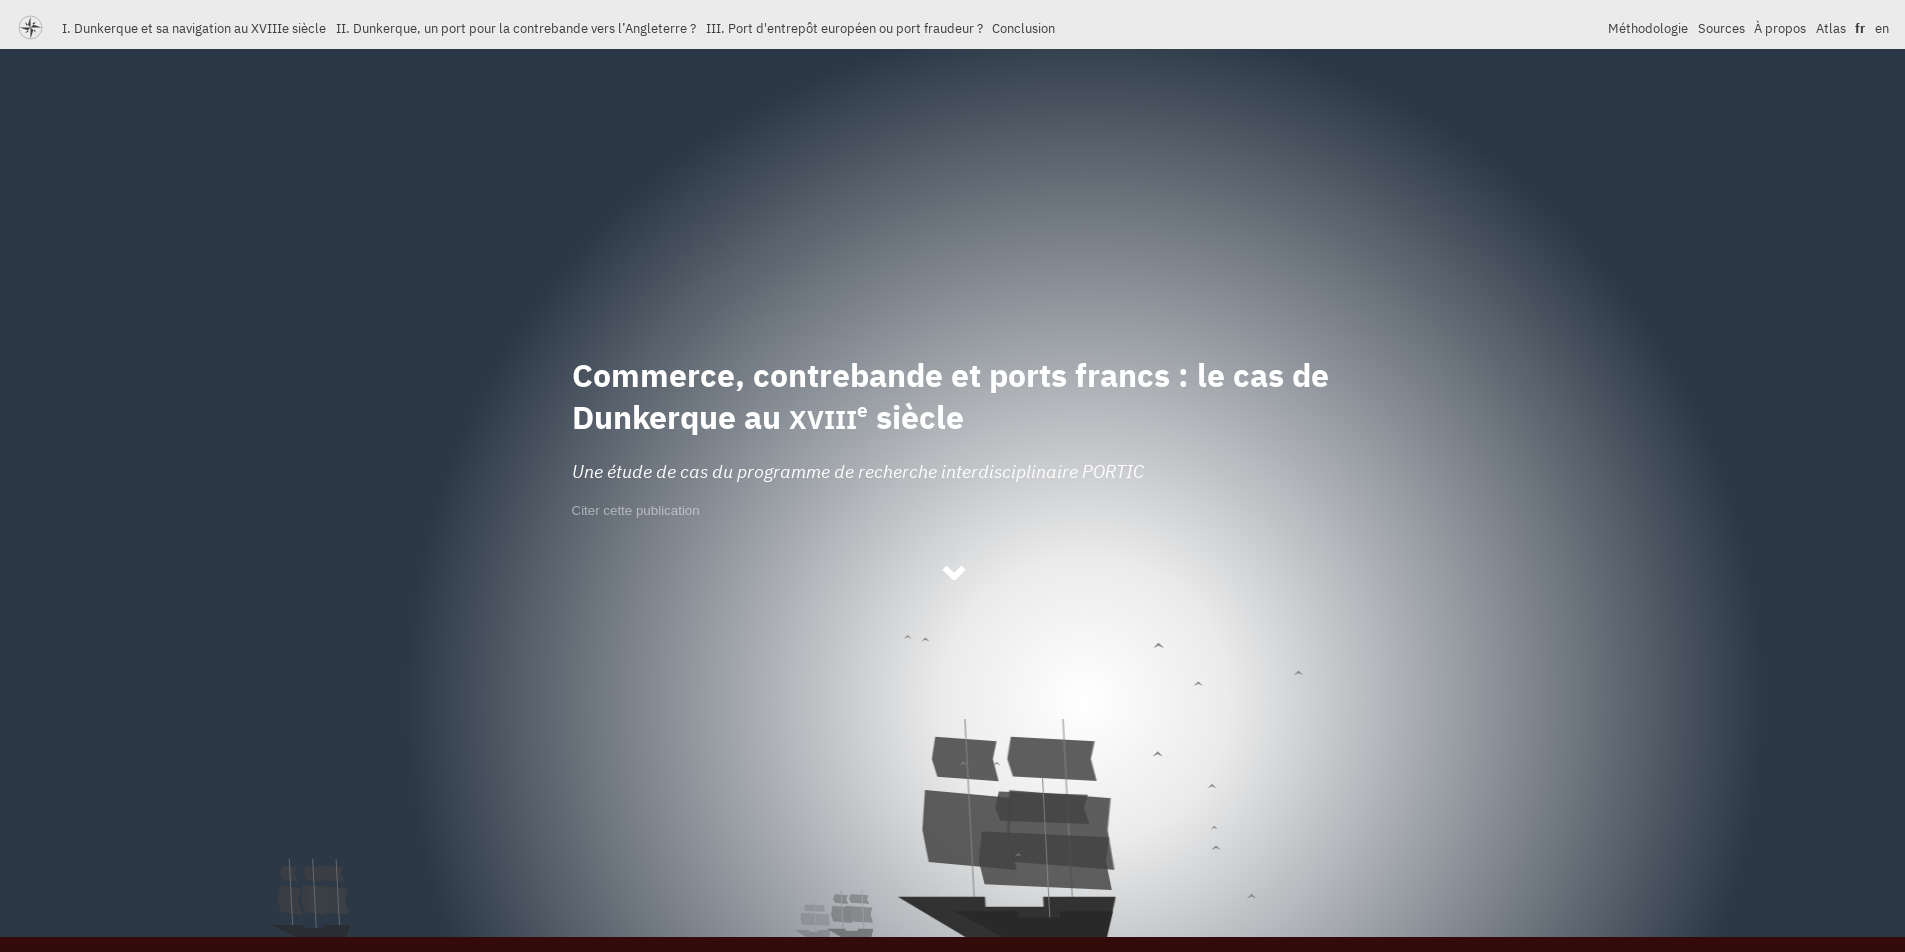 I. Dunkerque et sa navigation au XVIIIe siècle II. Dunkerque, un port pour la contrebande vers l’Angleterre ? III. Port d'entrepôt européen ou port fraudeur ? Conclusion Méthodologie Sources À propos Atlas fr en
Commerce, contrebande et ports francs : le cas de
Dunkerque au XVIIIe siècle
Une étude de cas du programme de recherche interdisciplinaire PORTIC
Citer cette publication